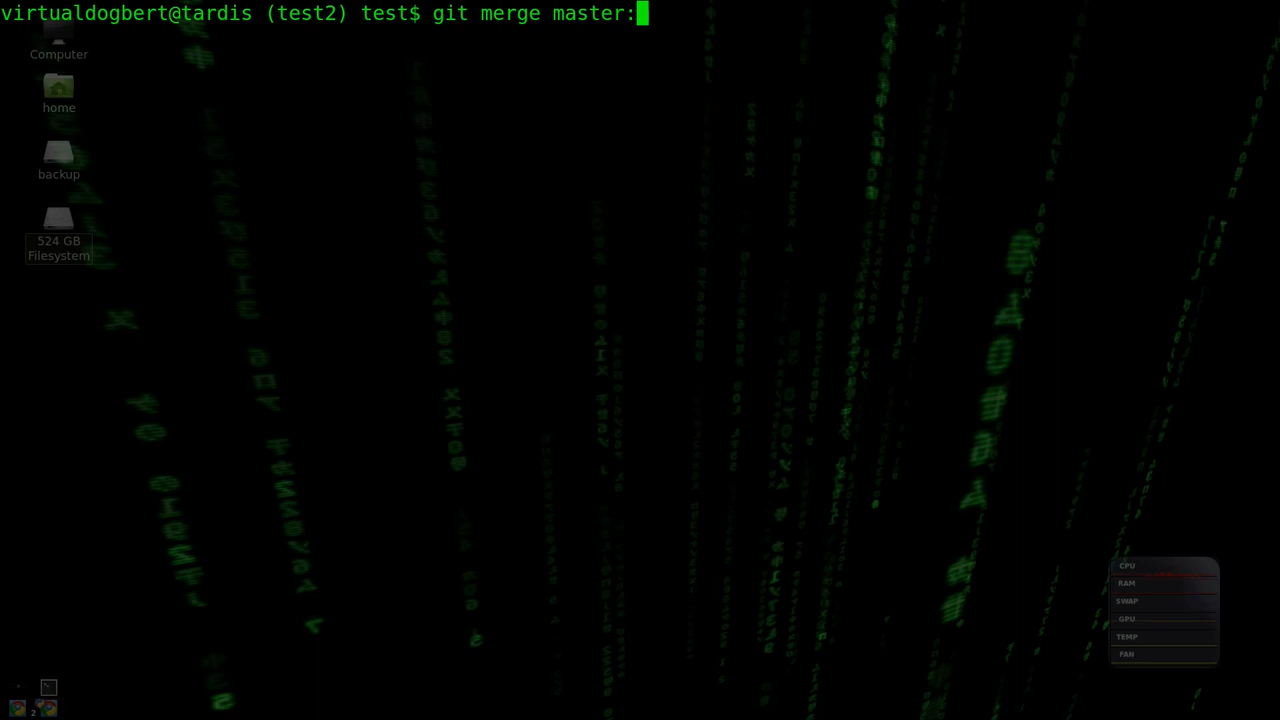 virtualdogbert@tardis (test2) test$ git merge master:
Computer
home
backup
524 GB
Filesystem
CPU
RAM
SWAP
GPU
TEMP
FAN
2